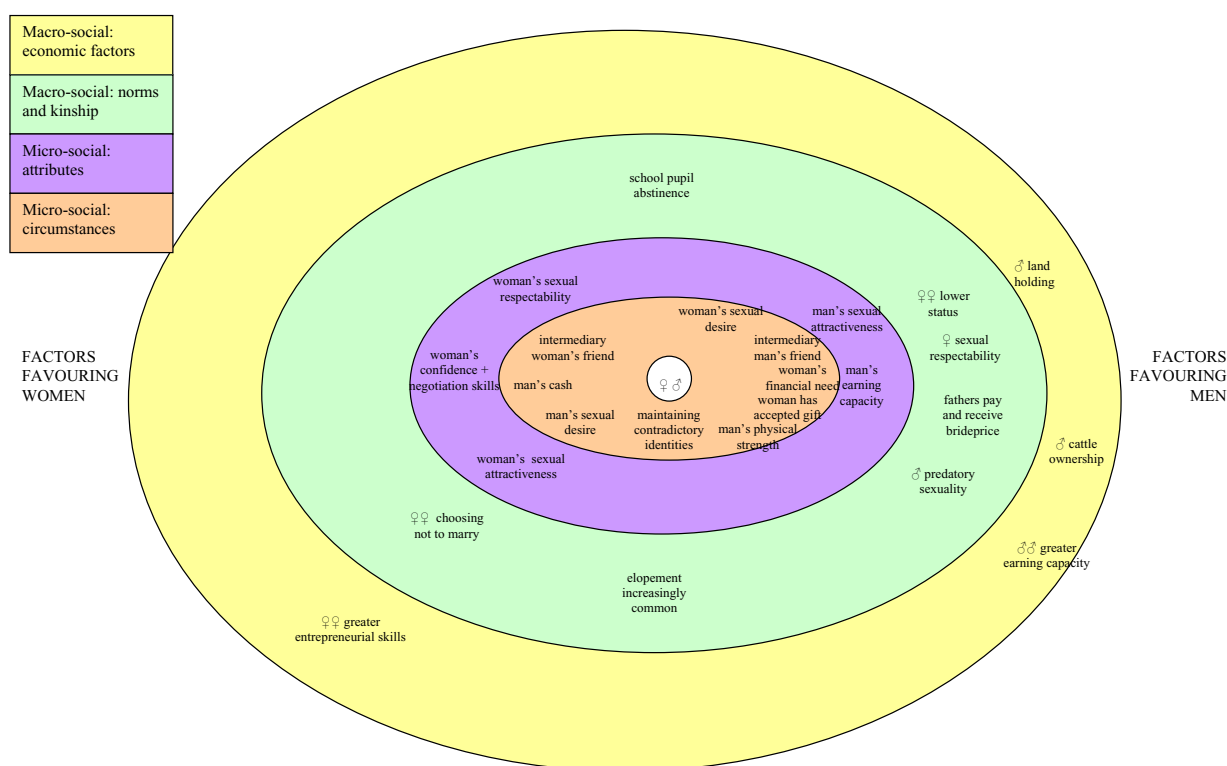 Macro-social:
economic factors
Macro-social: norms
and kinship
Micro-social:
attributes
Micro-social:
circumstances
FACTORS
FAVOURING
WOMEN
FACTORS
FAVOURING
MEN
school pupil
abstinence
♂ land
holding
♀♀ lower
status
♀ sexual
respectability
fathers pay
and receive
brideprice
♂ cattle
ownership
♂ predatory
sexuality
♂♂ greater
earning capacity
woman’s sexual
respectability
woman’s sexual
desire
man’s sexual
attractiveness
intermediary
woman’s friend
intermediary
man’s friend
woman’s
confidence +
negotiation skills
man’s cash
♀♂
woman’s
financial need
man’s
earning
capacity
woman has
accepted gift
man’s sexual
desire
maintaining
contradictory
identities
man’s physical
strength
woman’s  sexual
attractiveness
♀♀ choosing
not to marry
elopement
increasingly
common
♀♀ greater
entrepreneurial skills